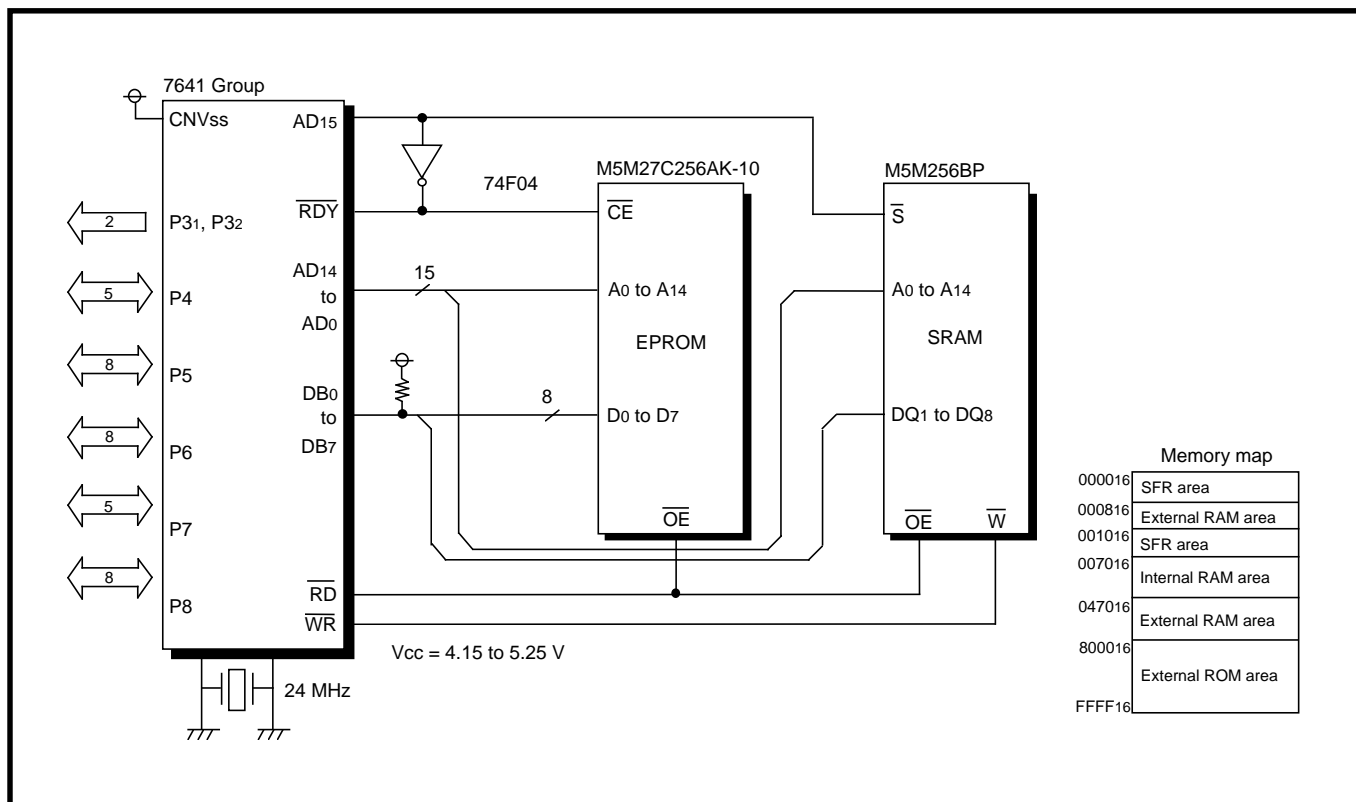 7641 Group
CNVss
AD15
RDY
AD14
to
AD0
DB0
to
DB7
RD
WR
P31, P32
P4
P5
P6
P7
P8
2
5
8
8
5
8
24 MHz
Vcc = 4.15 to 5.25 V
74F04
15
8
M5M27C256AK-10
CE
A0 to A14
EPROM
D0 to D7
OE
M5M256BP
S
A0 to A14
SRAM
DQ1 to DQ8
OE
W
Memory map
000016
SFR area
000816
External RAM area
001016
SFR area
007016
Internal RAM area
047016
External RAM area
800016
External ROM area
FFFF16